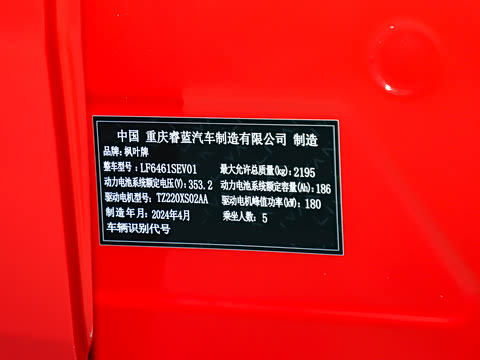 中国 重庆睿蓝汽车制造有限公司 制造
品牌：枫叶牌
整车型号：LF6461SEV01 最大允许总质量(kg)：2195
动力电池系统额定电压(V)：353.2 动力电池系统额定容量(Ah)：186
驱动电机型号：TZ220XS02AA 驱动电机峰值功率(kW)：180
制造年月：2024年4月 乘坐人数：5
车辆识别代号